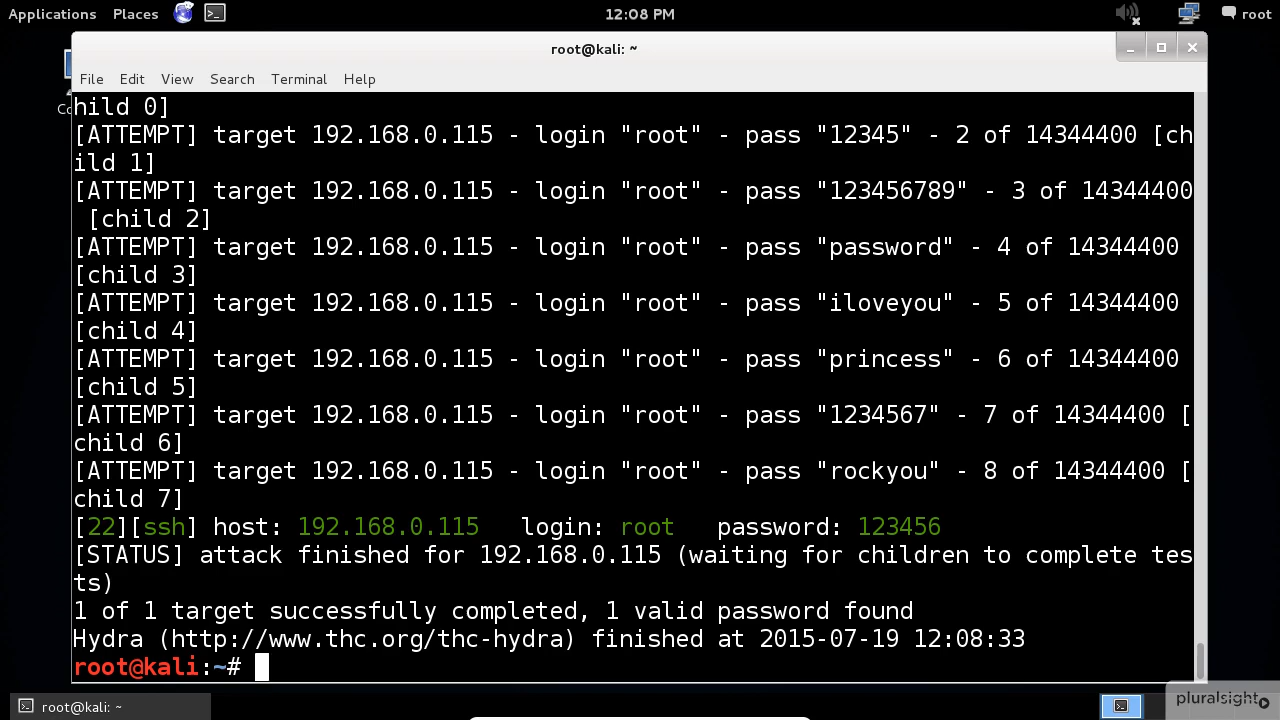 Applications Places 12:08 PM root
root@kali: ~
File Edit View Search Terminal Help
hild 0]
[ATTEMPT] target 192.168.0.115 - login "root" - pass "12345" - 2 of 14344400 [ch
ild 1]
[ATTEMPT] target 192.168.0.115 - login "root" - pass "123456789" - 3 of 14344400
[child 2]
[ATTEMPT] target 192.168.0.115 - login "root" - pass "password" - 4 of 14344400
[child 3]
[ATTEMPT] target 192.168.0.115 - login "root" - pass "iloveyou" - 5 of 14344400
[child 4]
[ATTEMPT] target 192.168.0.115 - login "root" - pass "princess" - 6 of 14344400
[child 5]
[ATTEMPT] target 192.168.0.115 - login "root" - pass "1234567" - 7 of 14344400 [
child 6]
[ATTEMPT] target 192.168.0.115 - login "root" - pass "rockyou" - 8 of 14344400 [
child 7]
[22][ssh] host: 192.168.0.115 login: root password: 123456
[STATUS] attack finished for 192.168.0.115 (waiting for children to complete tes
ts)
1 of 1 target successfully completed, 1 valid password found
Hydra (http://www.thc.org/thc-hydra) finished at 2015-07-19 12:08:33
root@kali:~#
root@kali: ~
pluralsight